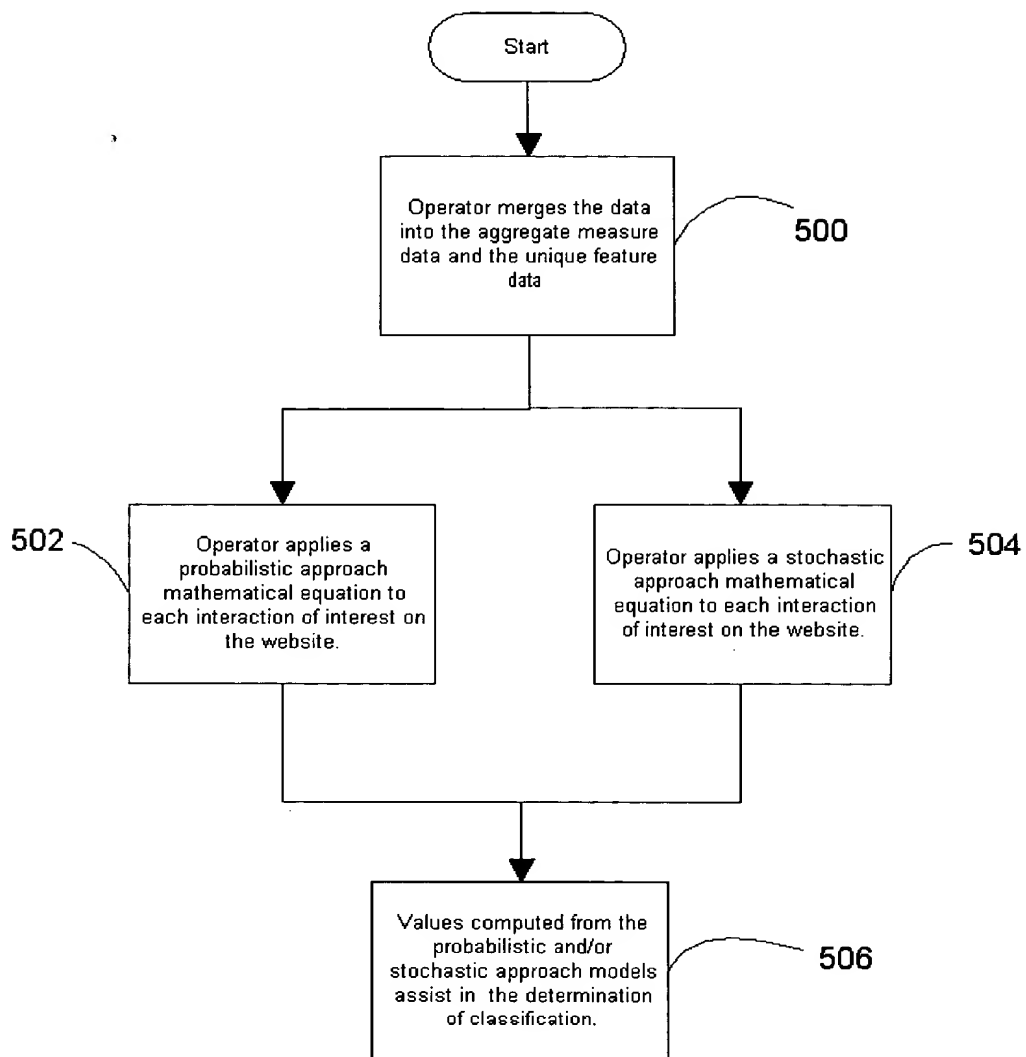 Start
Operator merges the data
into the aggregate measure
data and the unique feature
data
500
502
Operator applies a
probabilistic approach
mathematical equation to
each interaction of interest on
the website.
Operator applies a stochastic
approach mathematical
equation to each interaction
of interest on the website.
504
Values computed from the
probabilistic and/or
stochastic approach models
assist in the determination
of classification.
506